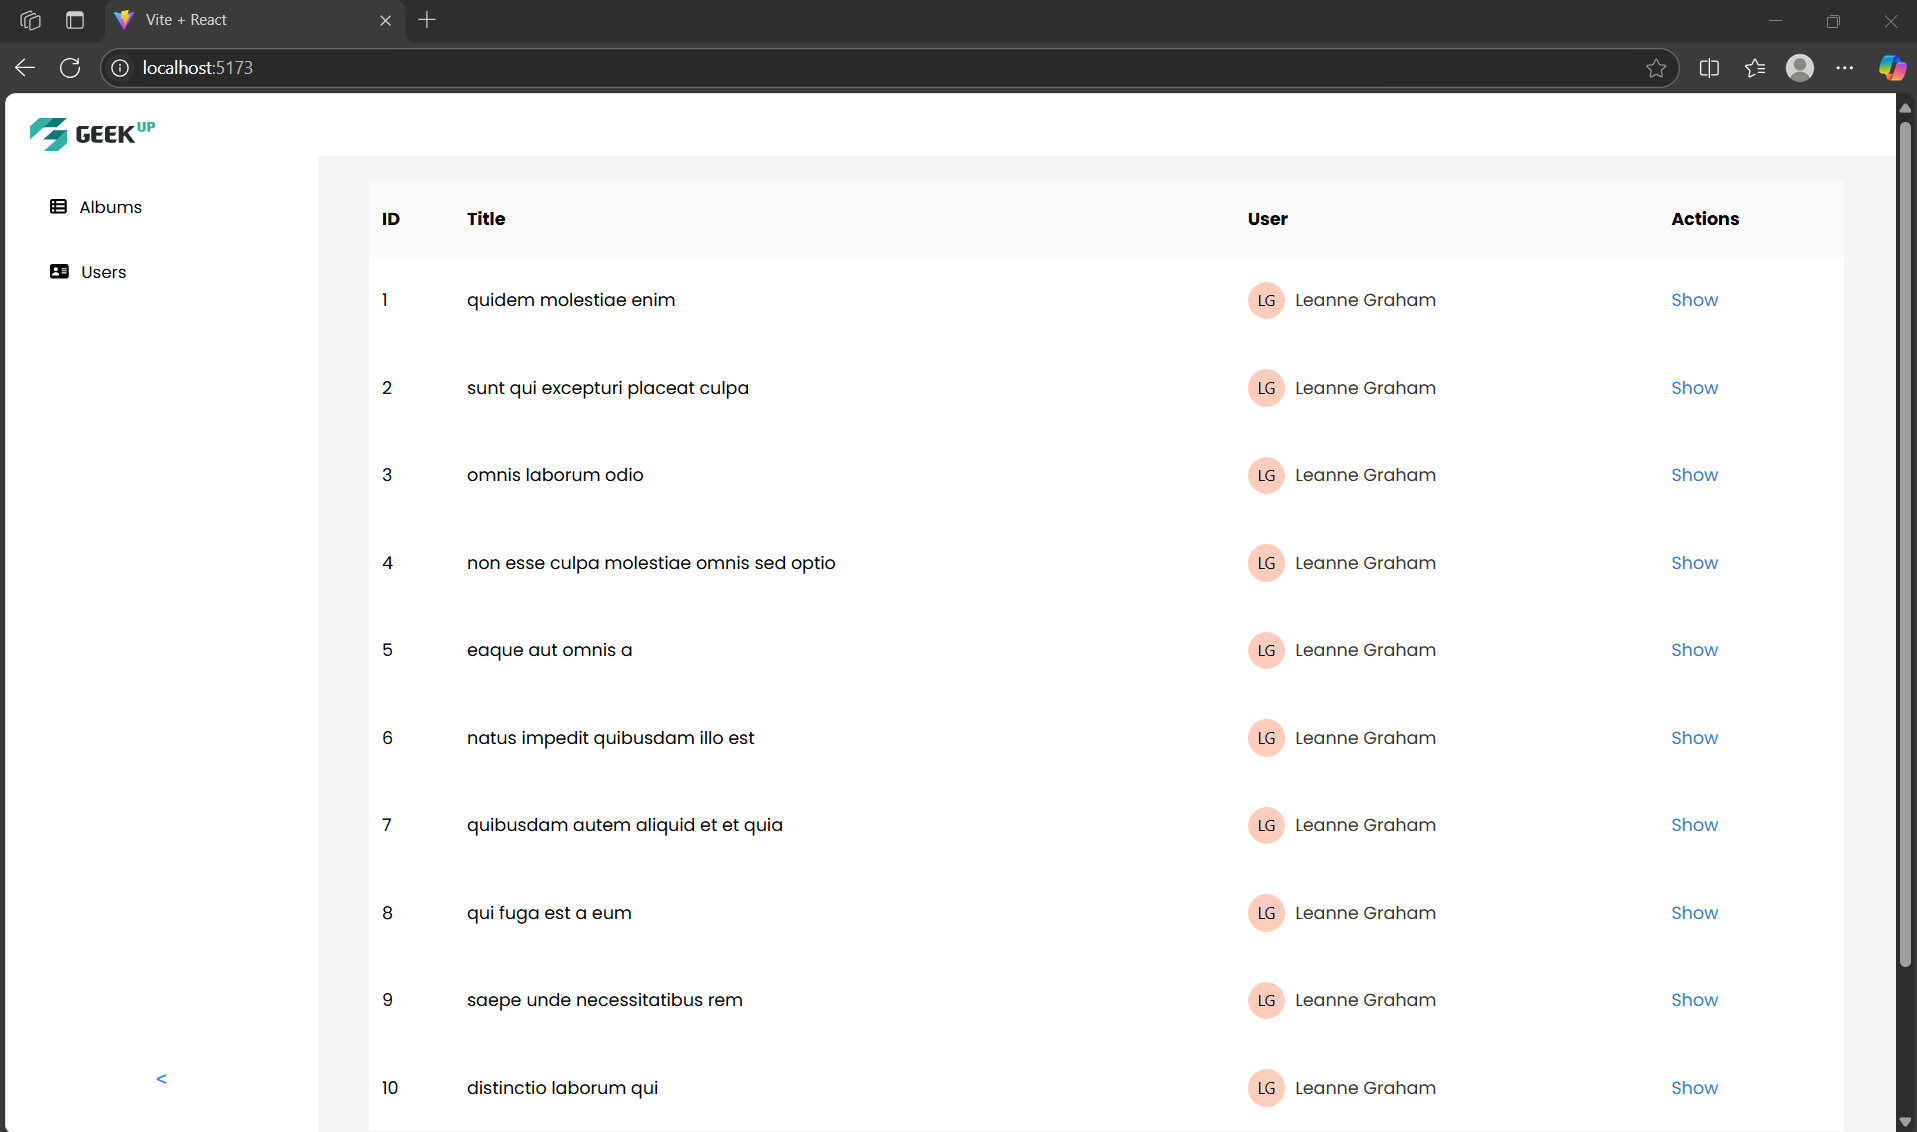 Vite + React
localhost:5173
GEEK UP
Albums
Users
ID Title User Actions
1 quidem molestiae enim LG Leanne Graham Show
2 sunt qui excepturi placeat culpa LG Leanne Graham Show
3 omnis laborum odio LG Leanne Graham Show
4 non esse culpa molestiae omnis sed optio LG Leanne Graham Show
5 eaque aut omnis a LG Leanne Graham Show
6 natus impedit quibusdam illo est LG Leanne Graham Show
7 quibusdam autem aliquid et et quia LG Leanne Graham Show
8 qui fuga est a eum LG Leanne Graham Show
9 saepe unde necessitatibus rem LG Leanne Graham Show
10 distinctio laborum qui LG Leanne Graham Show
<